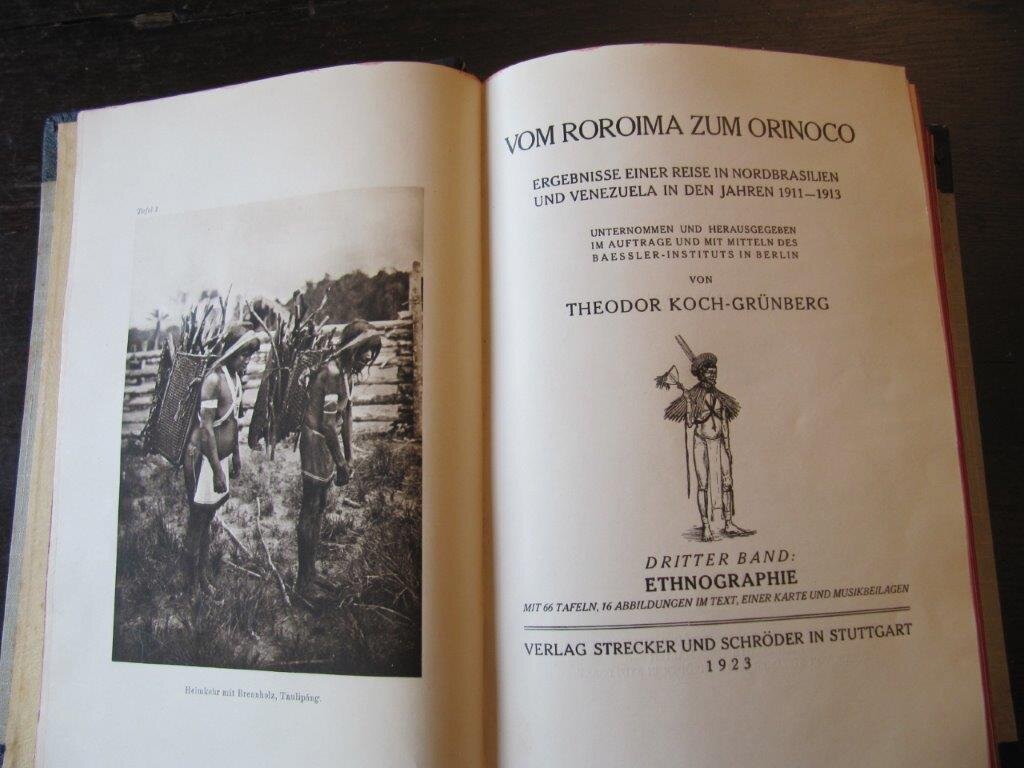 Tafel I
Heimkehr mit Brennholz, Taulipáng.
VOM ROROIMA ZUM ORINOCO
ERGEBNISSE EINER REISE IN NORDBRASILIEN
UND VENEZUELA IN DEN JAHREN 1911—1913
UNTERNOMMEN UND HERAUSGEGEBEN
IM AUFTRAGE UND MIT MITTELN DES
BAESSLER-INSTITUTS IN BERLIN
VON
THEODOR KOCH-GRÜNBERG
DRITTER BAND:
ETHNOGRAPHIE
MIT 66 TAFELN, 16 ABBILDUNGEN IM TEXT, EINER KARTE UND MUSIKBEILAGEN
VERLAG STRECKER UND SCHRÖDER IN STUTTGART
1923